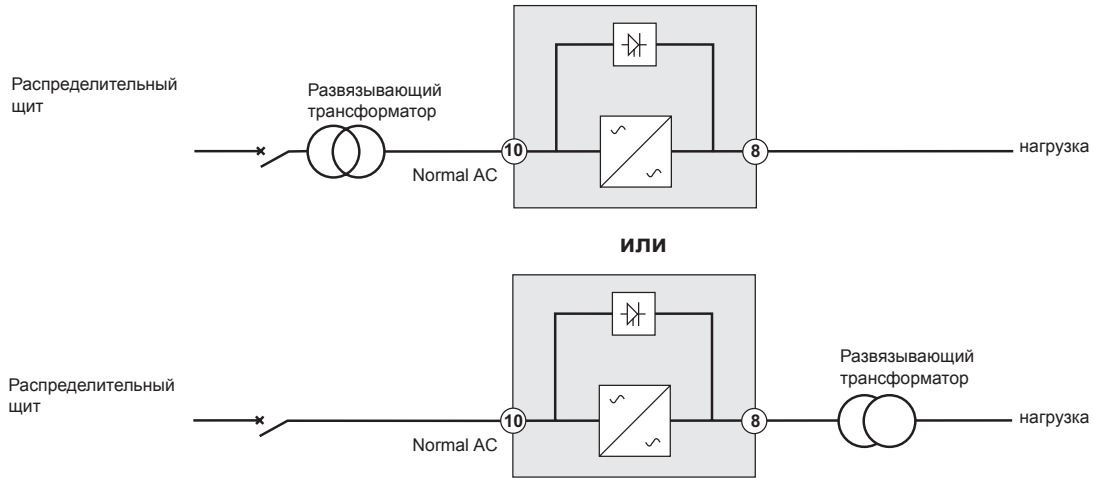 Распределительный
щит
Развязывающий
трансформатор
10
Normal AC
8
нагрузка
или
Распределительный
щит
10
Normal AC
8
Развязывающий
трансформатор
нагрузка